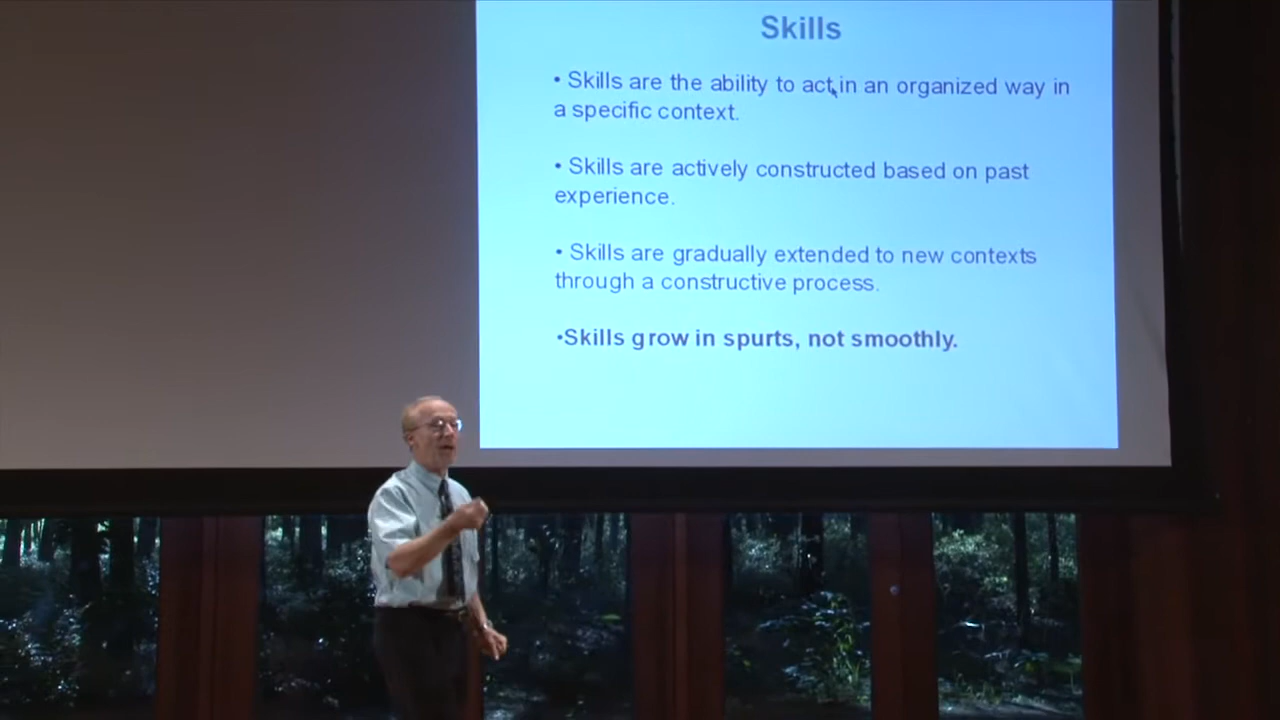 Skills
• Skills are the ability to act in an organized way in
a specific context.
• Skills are actively constructed based on past
experience.
• Skills are gradually extended to new contexts
through a constructive process.
•Skills grow in spurts, not smoothly.